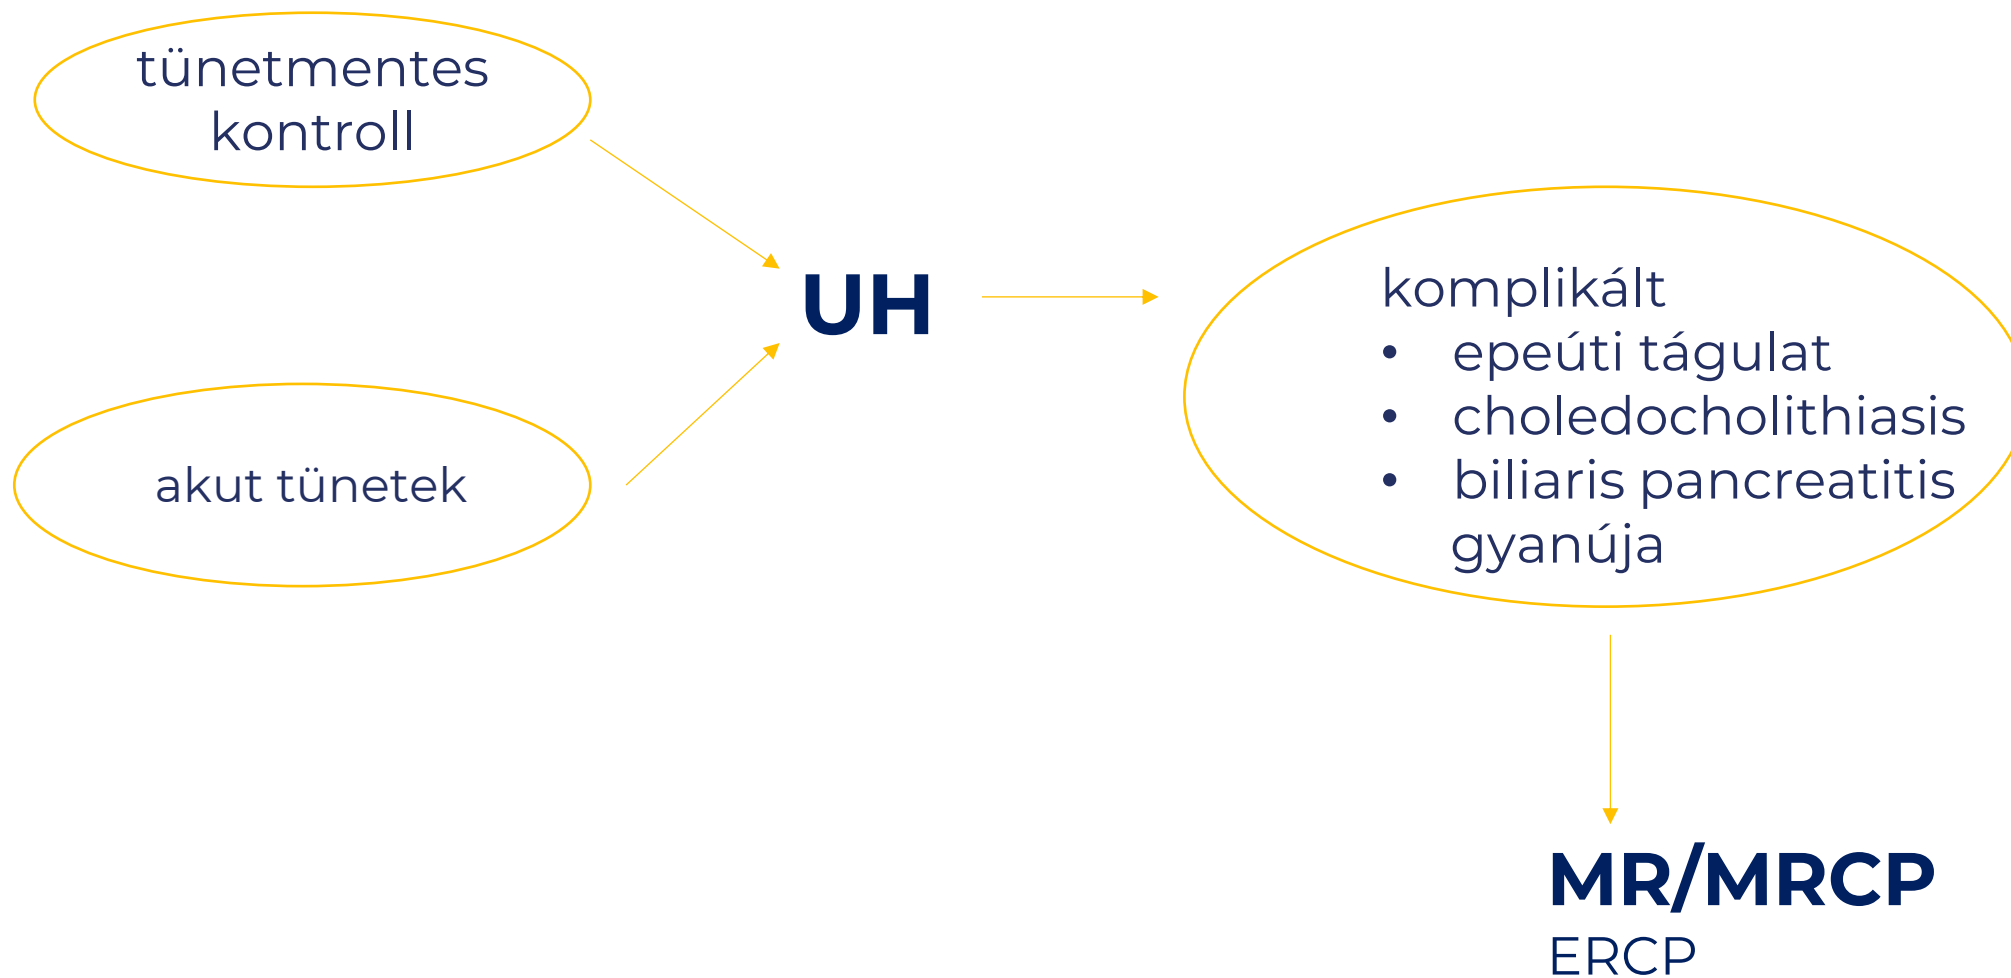 tünetmentes
kontroll
akut tünetek
UH
komplikált
• epeúti tágulat
• choledocholithiasis
• biliaris pancreatitis
gyanúja
MR/MRCP
ERCP